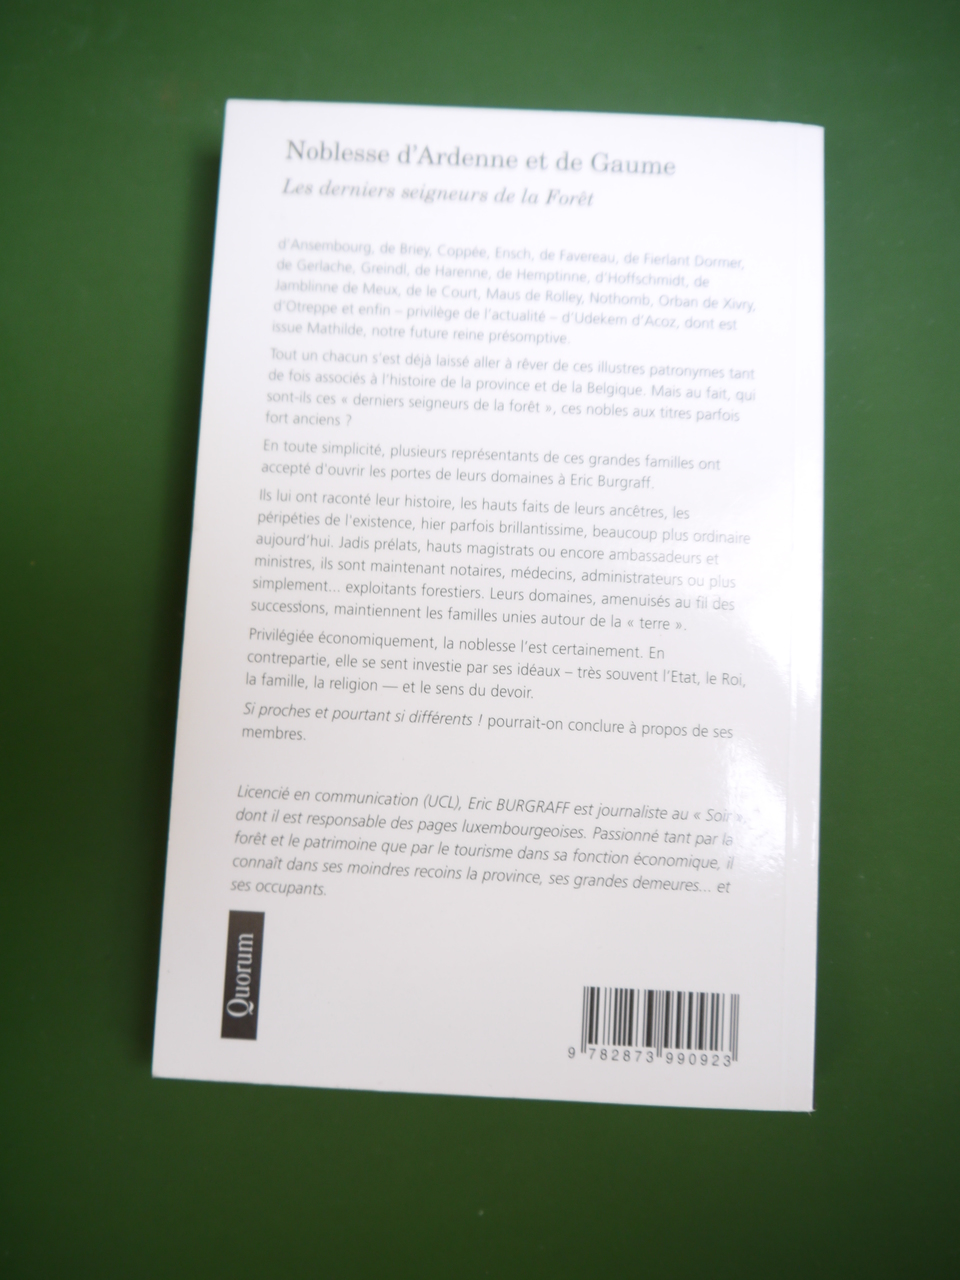 Noblesse d'Ardenne et de Gaume
Les derniers seigneurs de la Forêt
d'Ansembourg, de Briey, Coppée, Ensch, de Favereau, de Fierlant Dormer,
de Gerlache, Greindl, de Harenne, de Hemptinne, d'Hoffschmidt, de
Jamblinne de Meux, de le Court, Maus de Rolley, Nothomb, Orban de Xivry,
d'Otreppe et enfin – privilège de l'actualité – d'Udekem d'Acoz, dont est
issue Mathilde, notre future reine présomptive.
Tout un chacun s'est déjà laissé aller à rêver de ces illustres patronymes tant
de fois associés à l'histoire de la province et de la Belgique. Mais au fait, qui
sont-ils ces « derniers seigneurs de la forêt », ces nobles aux titres parfois
fort anciens ?
En toute simplicité, plusieurs représentants de ces grandes familles ont
accepté d'ouvrir les portes de leurs domaines à Eric Burgraff.
Ils lui ont raconté leur histoire, les hauts faits de leurs ancêtres, les
péripéties de l'existence, hier parfois brillantissime, beaucoup plus ordinaire
aujourd'hui. Jadis prélats, hauts magistrats ou encore ambassadeurs et
ministres, ils sont maintenant notaires, médecins, administrateurs ou plus
simplement... exploitants forestiers. Leurs domaines, amenuisés au fil des
successions, maintiennent les familles unies autour de la « terre ».
Privilégiée économiquement, la noblesse l'est certainement. En
contrepartie, elle se sent investie par ses idéaux – très souvent l'Etat, le Roi,
la famille, la religion — et le sens du devoir.
Si proches et pourtant si différents ! pourrait-on conclure à propos de ses
membres.
Licencié en communication (UCL), Eric BURGRAFF est journaliste au « Soir »,
dont il est responsable des pages luxembourgeoises. Passionné tant par la
forêt et le patrimoine que par le tourisme dans sa fonction économique, il
connaît dans ses moindres recoins la province, ses grandes demeures... et
ses occupants.
Quorum
9 782873 990923